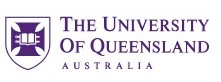 THE UNIVERSITY
OF QUEENSLAND
AUSTRALIA